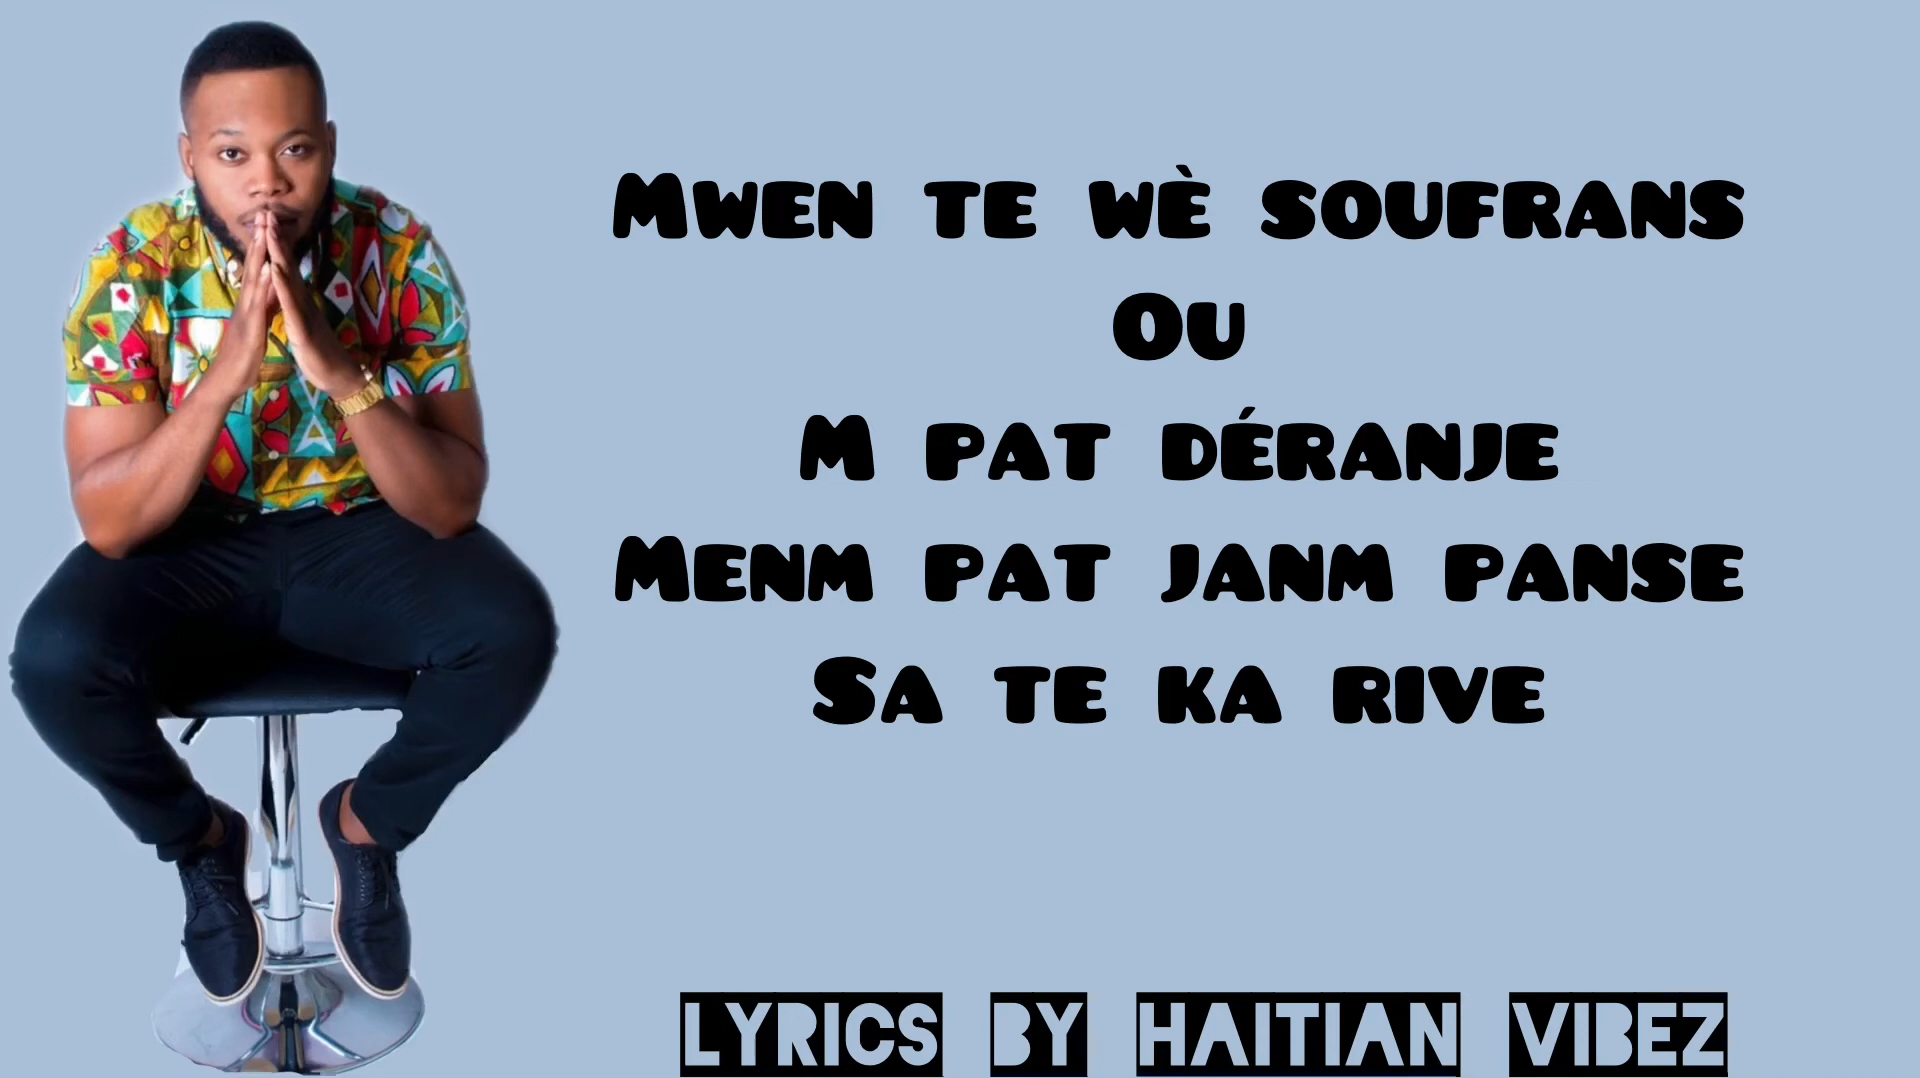 Mwen te wè soufrans
Ou
M pat déranje
Menm pat janm panse
Sa te ka rive
LYRICS BY HAITIAN VIBEZ